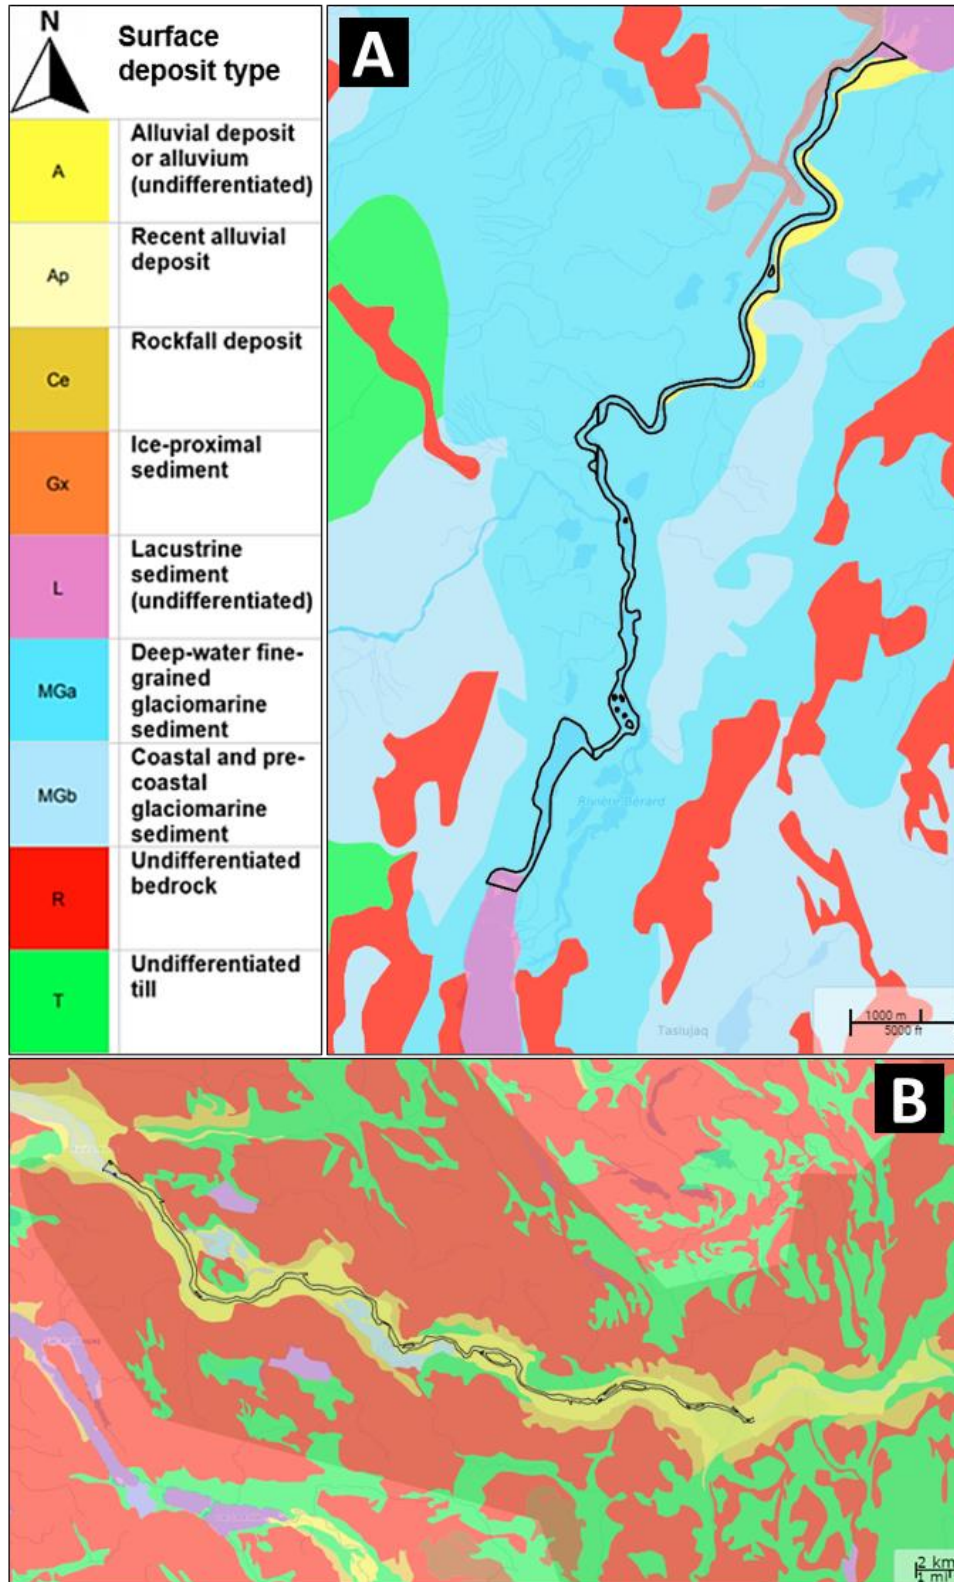 N
Surface
deposit type
A
Alluvial deposit
or alluvium
(undifferentiated)
Ap
Recent alluvial
deposit
Ce
Rockfall deposit
Gx
Ice-proximal
sediment
L
Lacustrine
sediment
(undifferentiated)
MGa
Deep-water fine-
grained
glaciomarine
sediment
MGb
Coastal and pre-
coastal
glaciomarine
sediment
R
Undifferentiated
bedrock
T
Undifferentiated
till
A
Rivière Bérard
Tasiujaq
1000 m
5000 ft
B
2 km
1 mi